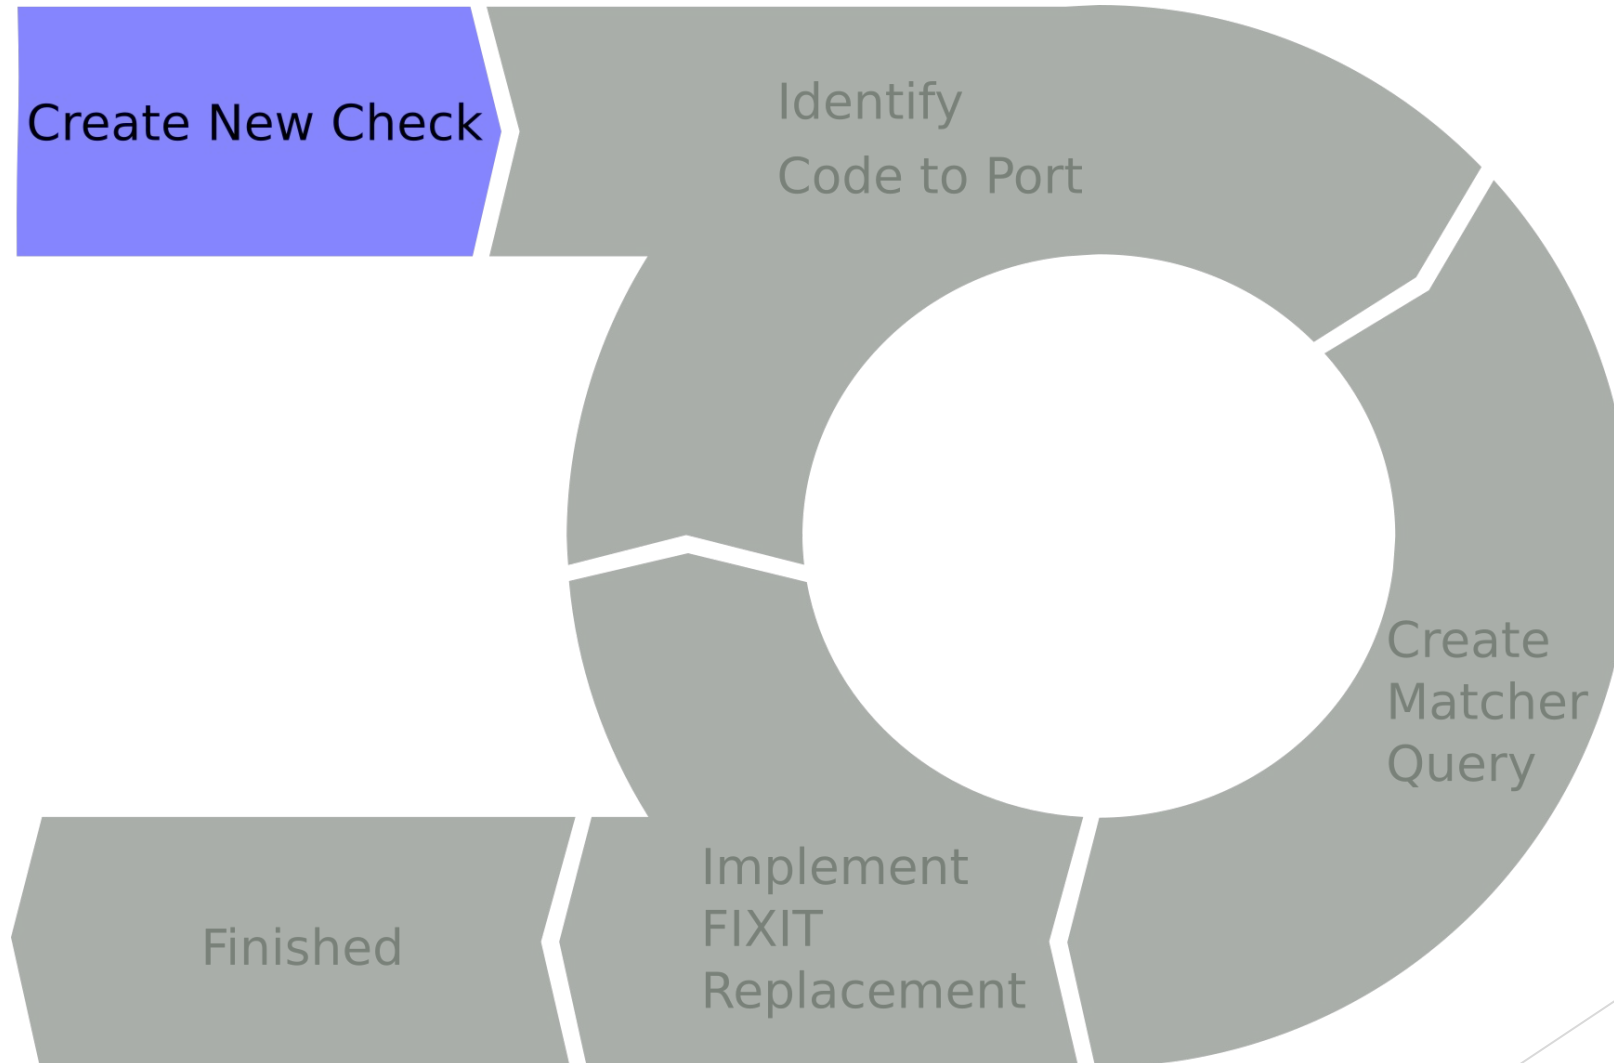 Create New Check
Identify
Code to Port
Create
Matcher
Query
Implement
FIXIT
Replacement
Finished